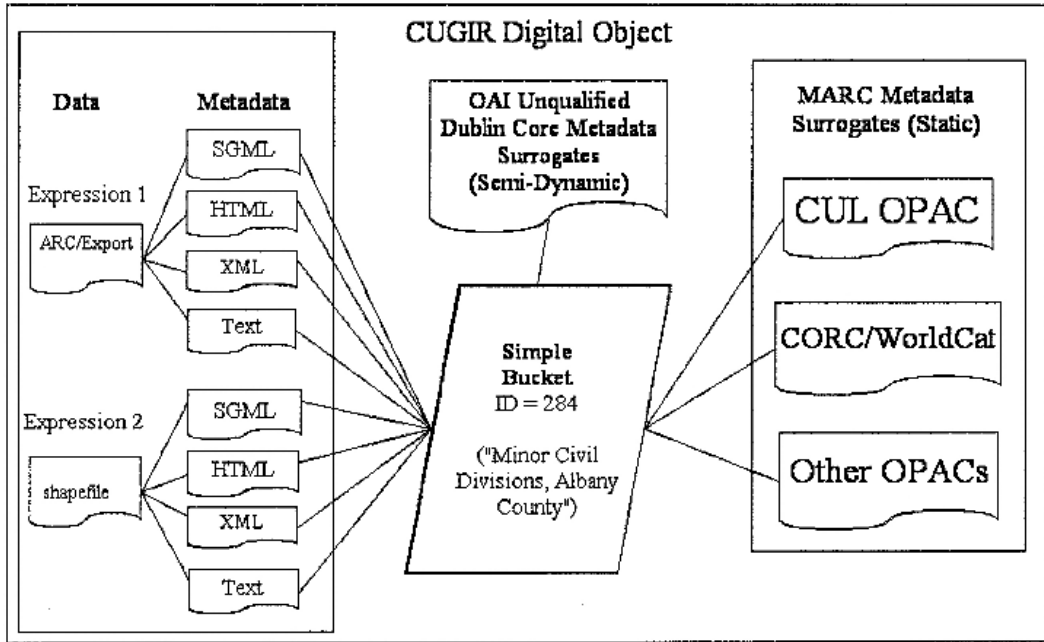 CUGIR Digital Object
Data
Metadata
SGML
Expression 1
HTML
ARC/Export
XML
Text
SGML
Expression 2
HTML
shapefile
XML
Text
OAI Unqualified
Dublin Core Metadata
Surrogates
(Semi-Dynamic)
Simple
Bucket
ID = 284
("Minor Civil
Divisions, Albany
County")
MARC Metadata
Surrogates (Static)
CUL OPAC
CORC/WorldCat
Other OPACs